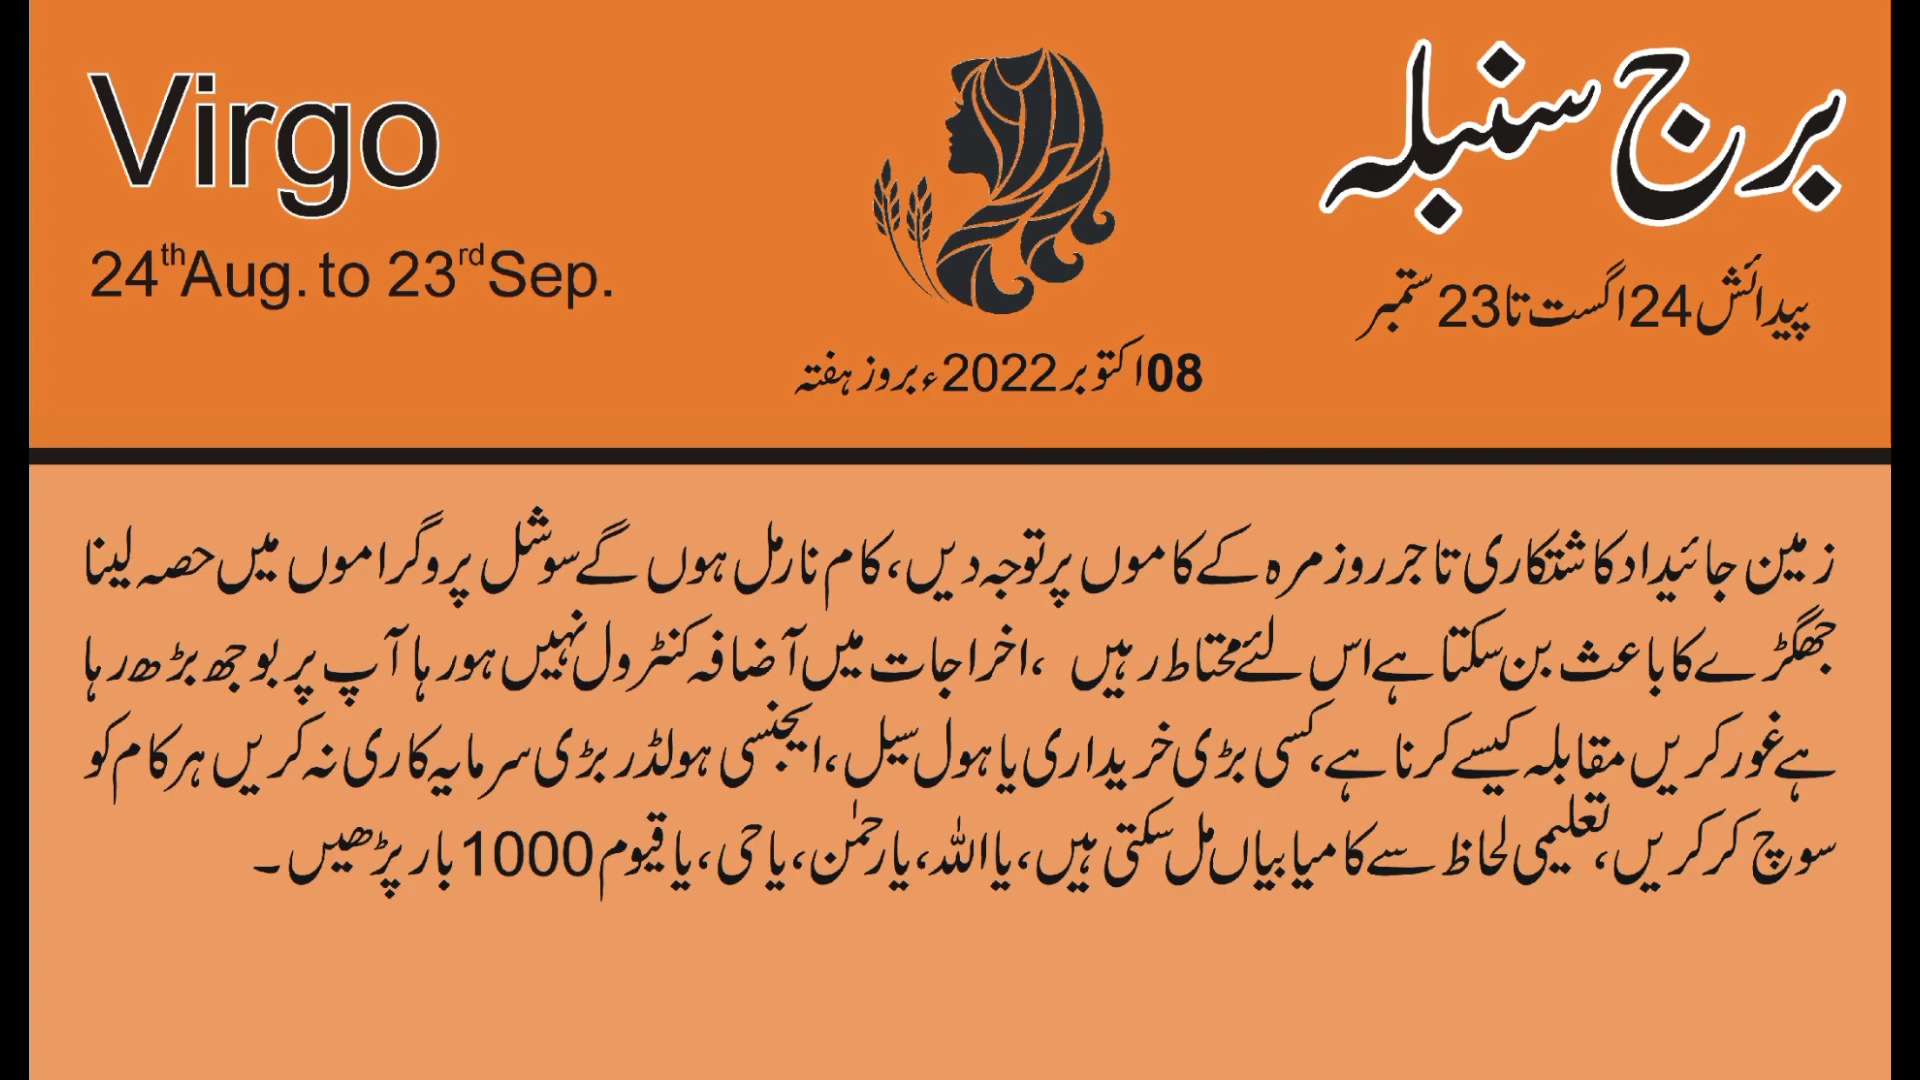 Virgo
برج سنبلہ
24th Aug. to 23rd Sep.
پیدائش 24 اگست تا 23 ستمبر
08 اکتوبر 2022ء بروز ہفتہ
زمین جائیداد کاشتکاری تاجر روزمرہ کے کاموں پر توجہ دیں، کام نارمل ہوں گے سوشل پروگراموں میں حصہ لینا
جھگڑے کا باعث بن سکتا ہے اس لئے محتاط رہیں ، اخراجات میں آضافہ کنٹرول نہیں ہو رہا آپ پر بوجھ بڑھ رہا
ہے غور کریں مقابلہ کیسے کرنا ہے، کسی بڑی خریداری یا ہول سیل، ایجنسی ہولڈر بڑی سرمایہ کاری نہ کریں ہر کام کو
سوچ کر کریں، تعلیمی لحاظ سے کامیابیاں مل سکتی ہیں، یا اللہ، یا رحمٰن، یا حی، یا قیوم 1000 بار پڑھیں۔